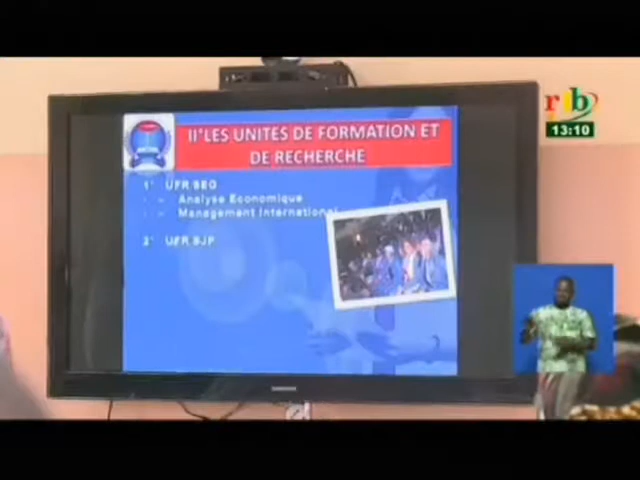 II°LES UNITES DE FORMATION ET
DE RECHERCHE
1° UFR SEG
- Analyse Economique
- Management International
2° UFR SJP
rtb
13:10
SAMSUNG